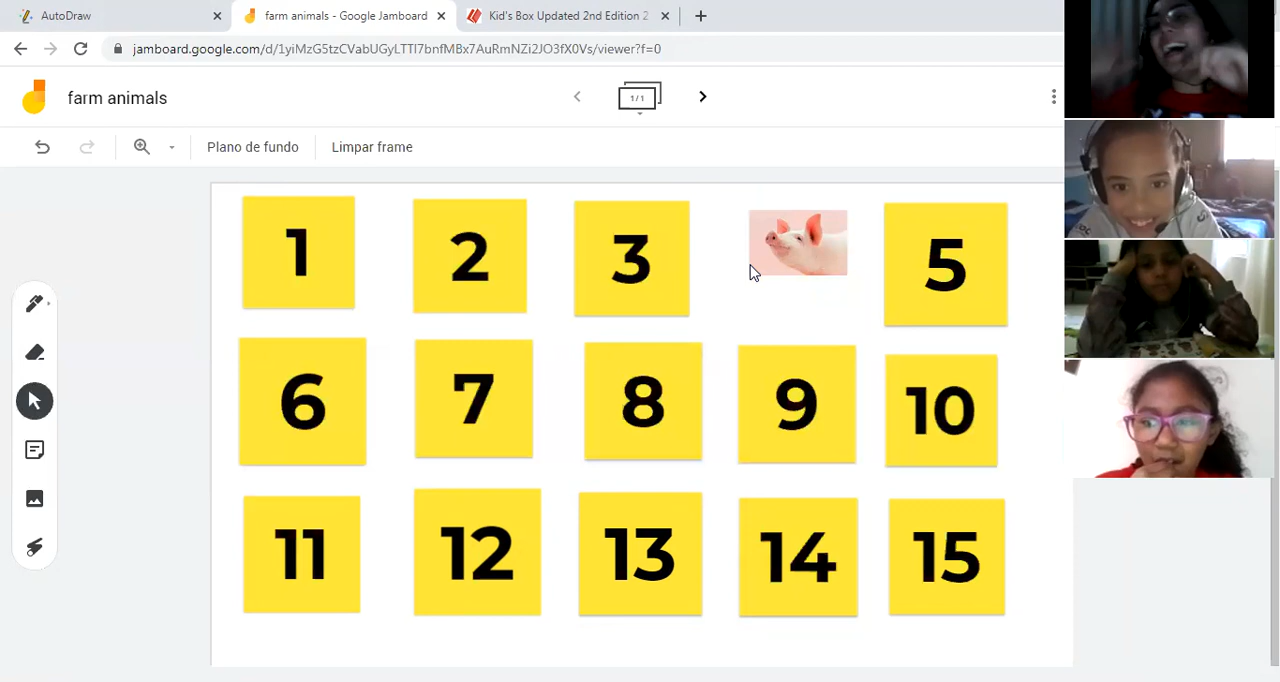 AutoDraw
farm animals - Google Jamboard
Kid's Box Updated 2nd Edition 2
jamboard.google.com/d/1yiMzG5tzCVabUGyLTTl7bnfMBx7AuRmNZi2JO3fX0Vs/viewer?f=0
farm animals
1/1
Plano de fundo
Limpar frame
1 2 3 5
6 7 8 9 10
11 12 13 14 15